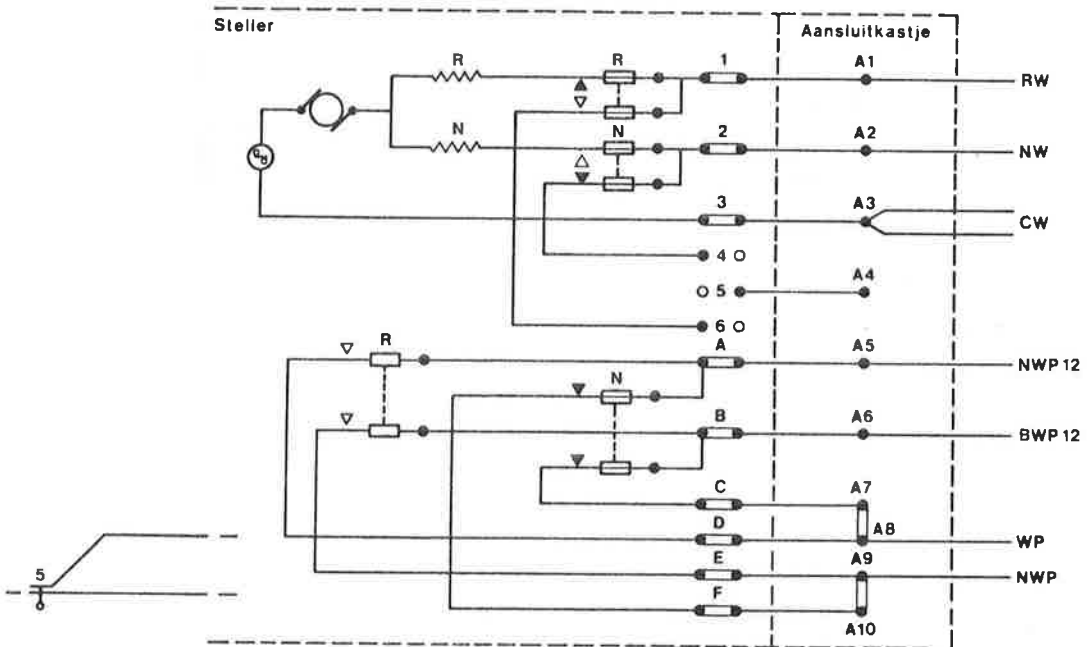 Steller
Aansluitkastje
R R 1 A1 RW
N N 2 A2 NW
3 A3 CW
4
5 A4
6
R A A5 NWP 12
N
B A6 BWP 12
C A7
D A8 WP
E A9 NWP
5
F
A10